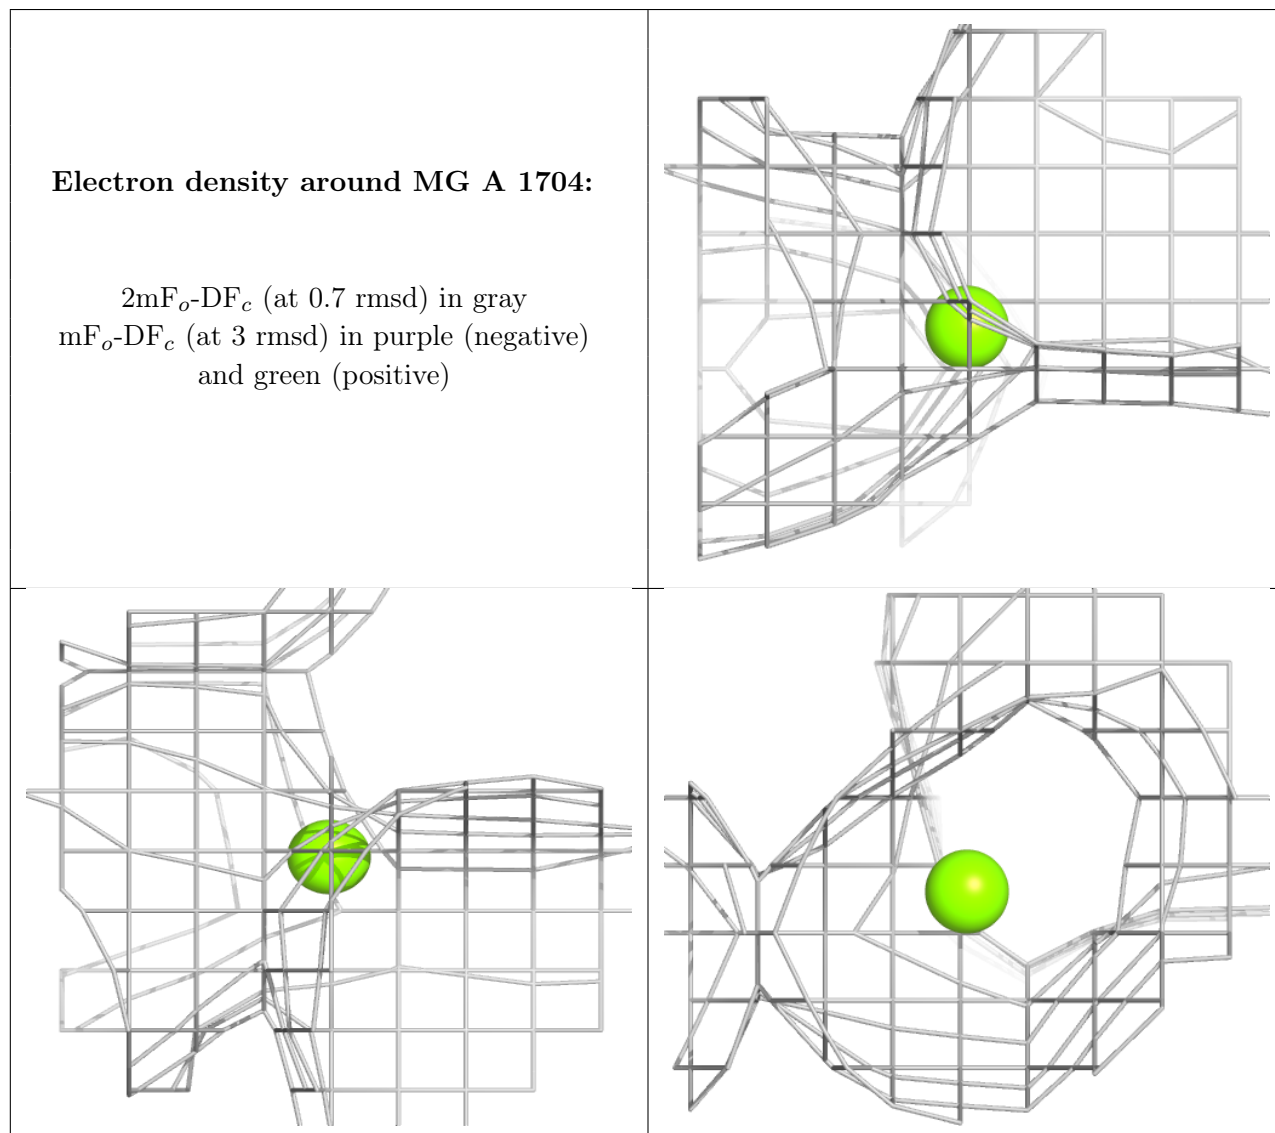 Electron density around MG A 1704:
2mFo-DFc (at 0.7 rmsd) in gray
mFo-DFc (at 3 rmsd) in purple (negative)
and green (positive)